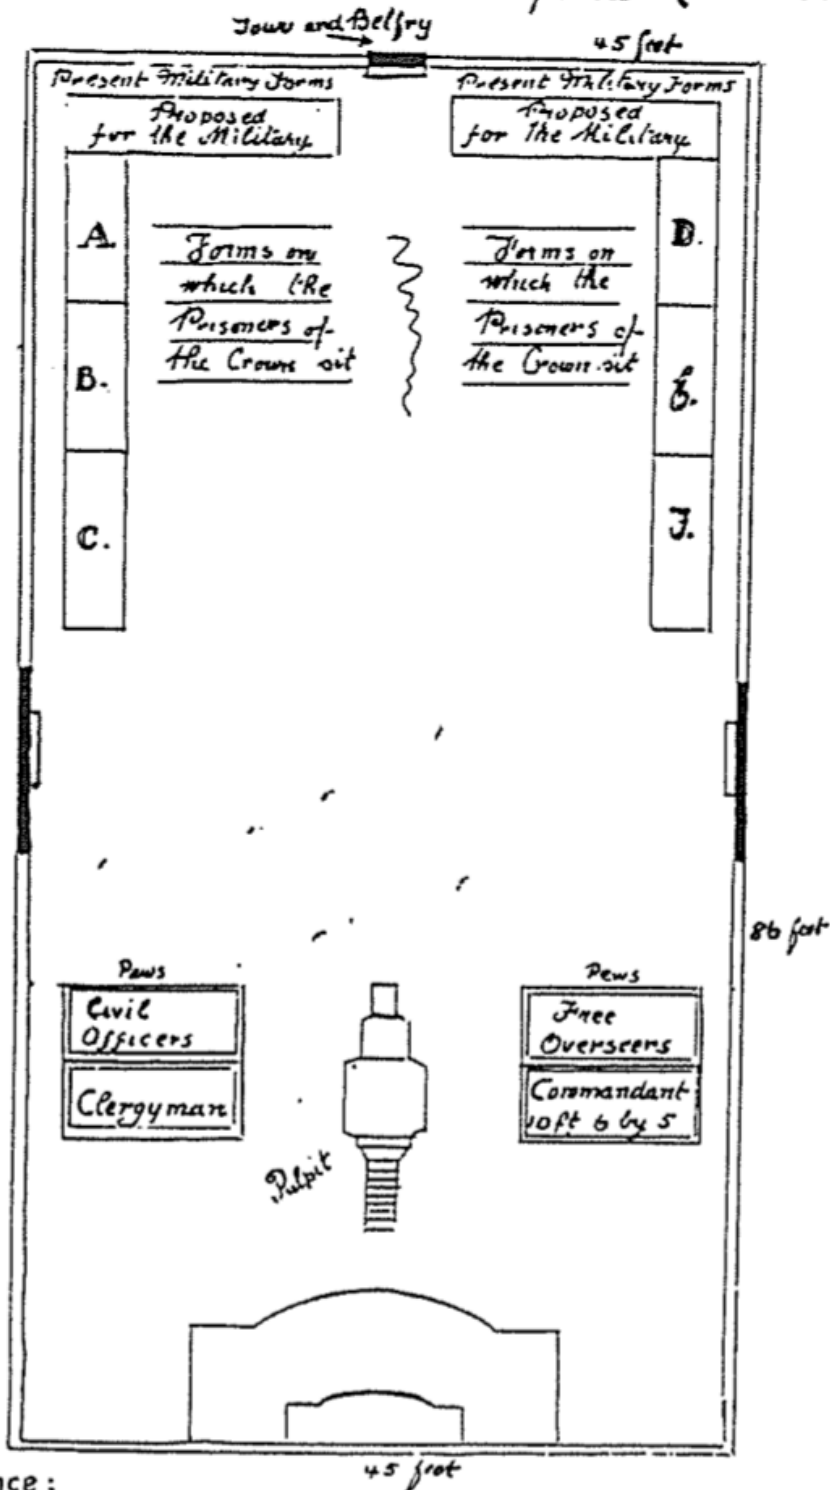 Tower and Belfry
45 feet
Present Military Forms
Present Military Forms
Proposed
for the Military
Proposed
for the Military
A.
Forms on
which the
Prisoners of
the Crown sit
Forms on
which the
Prisoners of
the Crown sit
D.
B.
E.
C.
F.
86 feet
Pews
Civil
Officers
Clergyman
Pews
Free
Overseers
Commandant
10ft 6 by 5
Pulpit
45 feet
nce: